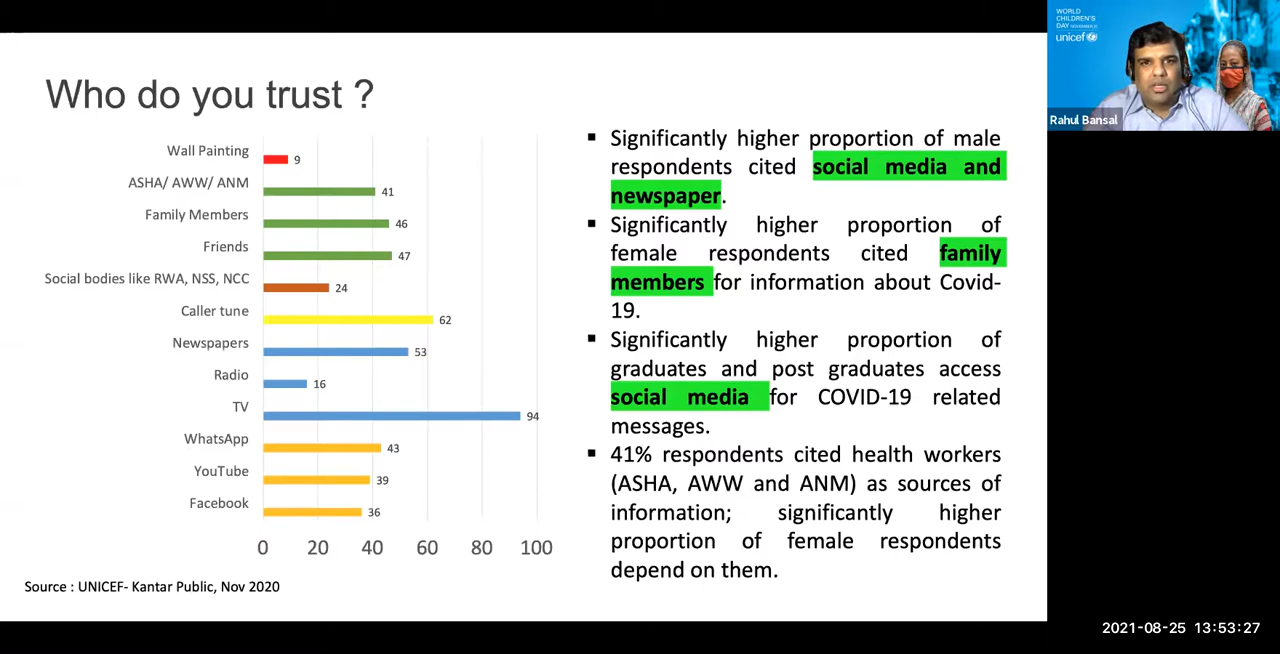 Who do you trust ?
Wall Painting
9
ASHA/ AWW/ ANM
41
Family Members
46
Friends
47
Social bodies like RWA, NSS, NCC
24
Caller tune
62
Newspapers
53
Radio
16
TV
94
WhatsApp
43
YouTube
39
Facebook
36
0 20 40 60 80 100
Source : UNICEF- Kantar Public, Nov 2020
▪ Significantly higher proportion of male
respondents cited social media and
newspaper.
▪ Significantly higher proportion of
female respondents cited family
members for information about Covid-
19.
▪ Significantly higher proportion of
graduates and post graduates access
social media for COVID-19 related
messages.
▪ 41% respondents cited health workers
(ASHA, AWW and ANM) as sources of
information; significantly higher
proportion of female respondents
depend on them.
WORLD
CHILDREN'S
DAY
unicef
Rahul Bansal
2021-08-25 13:53:27